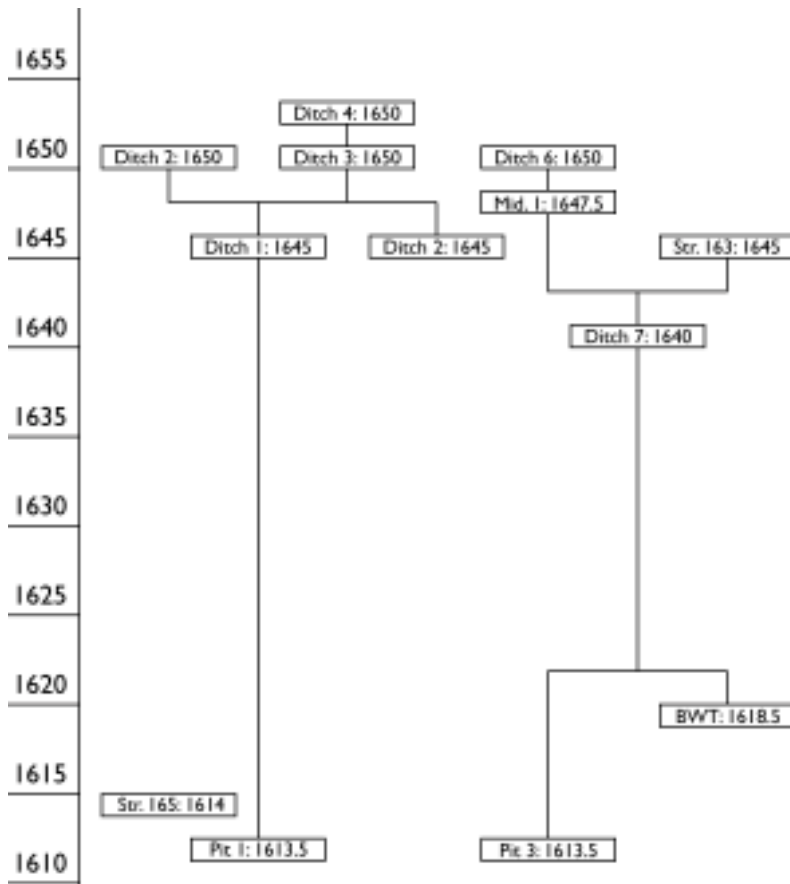 1655
Ditch 4: 1650
1650
Ditch 2: 1650
Ditch 3: 1650
Ditch 6: 1650
Mid. 1: 1647.5
1645
Ditch 1: 1645
Ditch 2: 1645
Str. 163: 1645
1640
Ditch 7: 1640
1635
1630
1625
1620
BWT: 1618.5
1615
Str. 165: 1614
Pit 1: 1613.5
Pit 3: 1613.5
1610